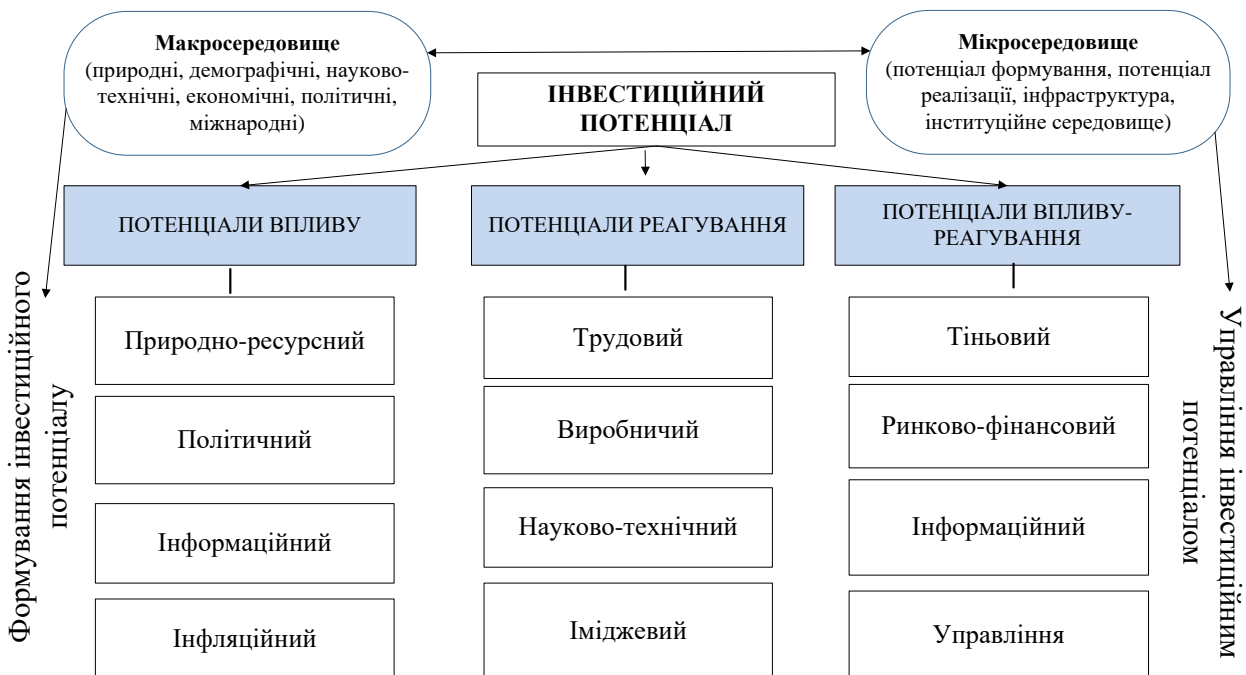 Макросередовище
(природні, демографічні, науково-
технічні, економічні, політичні,
міжнародні)
Мікросередовище
(потенціал формування, потенціал
реалізації, інфраструктура,
інституційне середовище)
ІНВЕСТИЦІЙНИЙ
ПОТЕНЦІАЛ
ПОТЕНЦІАЛИ ВПЛИВУ
ПОТЕНЦІАЛИ РЕАГУВАННЯ
ПОТЕНЦІАЛИ ВПЛИВУ-
РЕАГУВАННЯ
Формування інвестиційного
потенціалу
Природно-ресурсний
Політичний
Інформаційний
Інфляційний
Трудовий
Виробничий
Науково-технічний
Іміджевий
Тіньовий
Ринково-фінансовий
Інформаційний
Управління
Управління інвестиційним
потенціалом